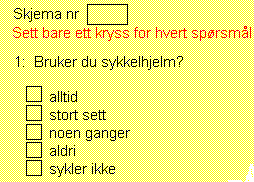 Skjema nr
Sett bare ett kryss for hvert spørsmål
1: Bruker du sykkelhjelm?
alltid
stort sett
noen ganger
aldri
sykler ikke